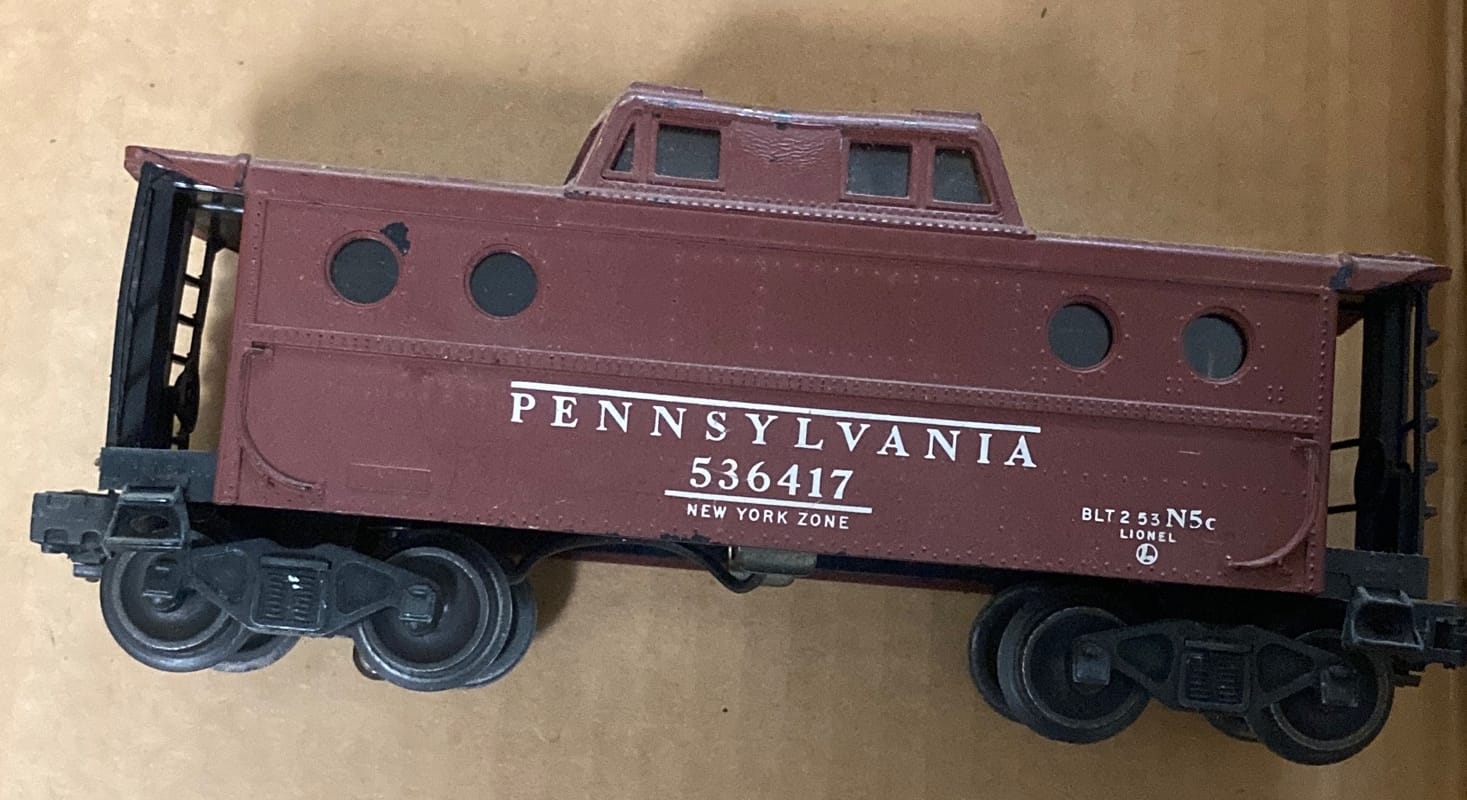 PENNSYLVANIA
536417
NEW YORK ZONE
BLT 2 53 N5c
LIONEL
L